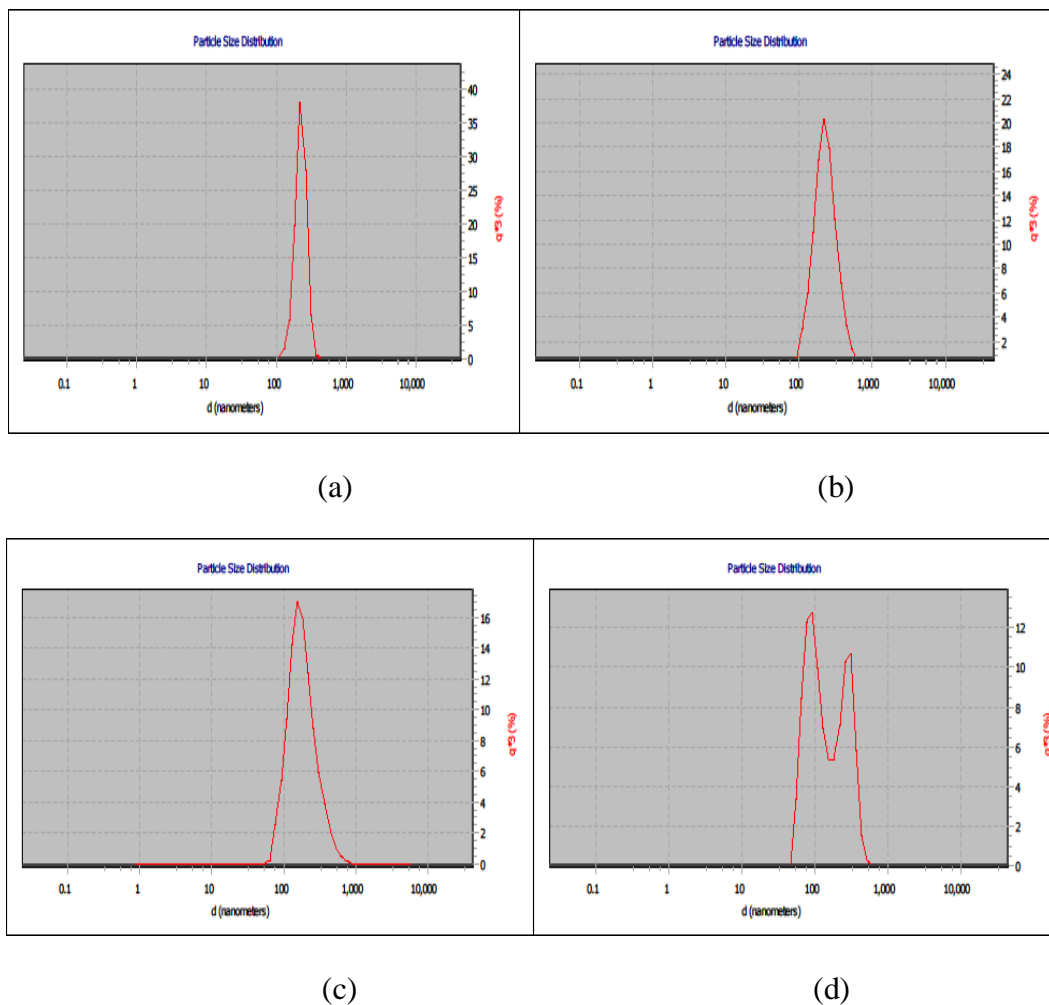 Particle Size Distribution
40
35
30
25
20
15
10
5
0
q*3 (%)
0.1 1 10 100 1,000 10,000
d (nanometers)
Particle Size Distribution
24
22
20
18
16
14
12
10
8
6
4
2
q*3 (%)
0.1 1 10 100 1,000 10,000
d (nanometers)
(a) (b)
Particle Size Distribution
16
14
12
10
8
6
4
2
0
q*3 (%)
0.1 1 10 100 1,000 10,000
d (nanometers)
Particle Size Distribution
12
10
8
6
4
2
0
q*3 (%)
0.1 1 10 100 1,000 10,000
d (nanometers)
(c) (d)